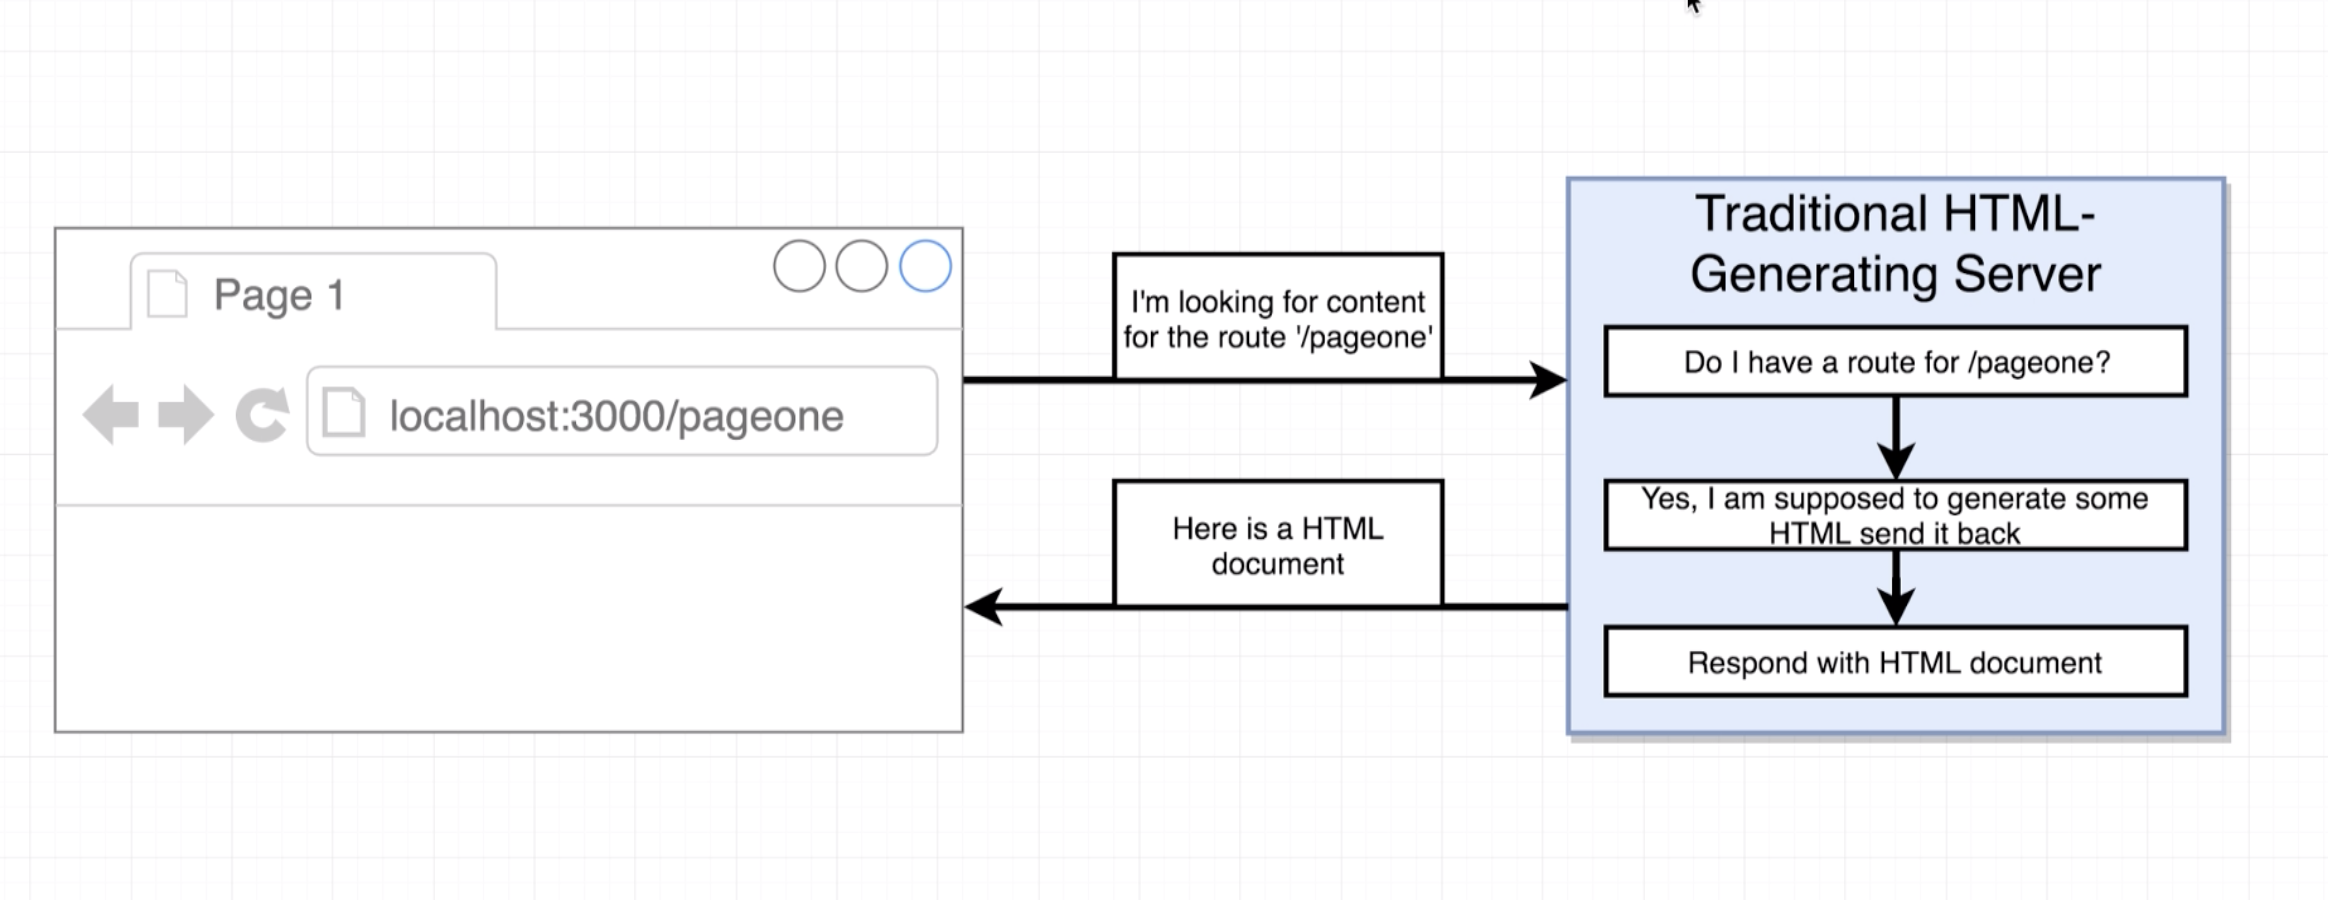 Page 1
localhost:3000/pageone
I'm looking for content
for the route '/pageone'
Here is a HTML
document
Traditional HTML-
Generating Server
Do I have a route for /pageone?
Yes, I am supposed to generate some
HTML send it back
Respond with HTML document